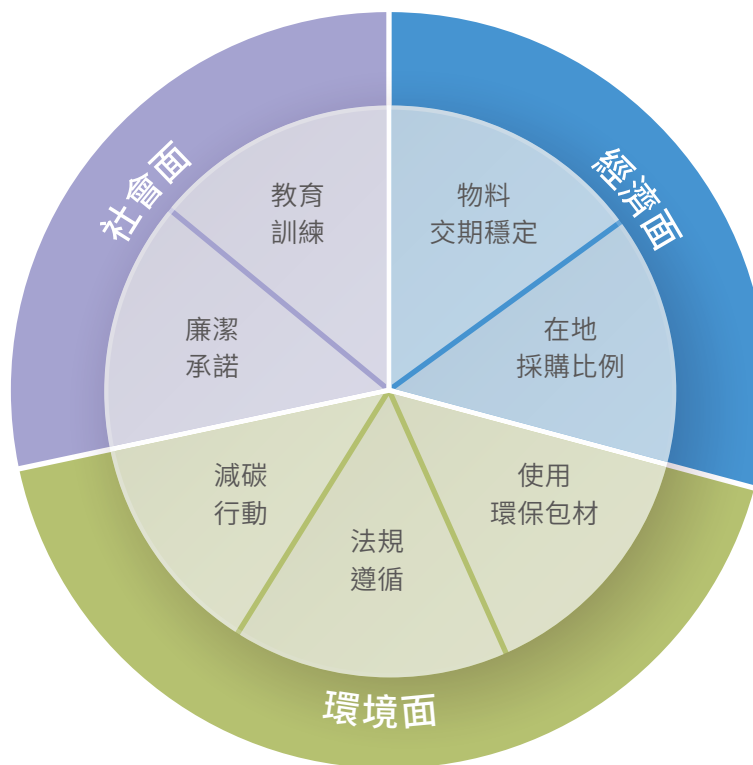 社會面
教育
訓練
廉潔
承諾
經濟面
物料
交期穩定
在地
採購比例
環境面
減碳
行動
法規
遵循
使用
環保包材